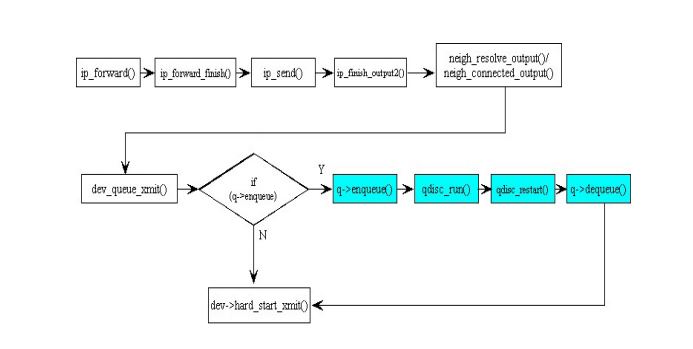 ip_forward()
ip_forward_finish()
ip_send()
ip_finish_output2()
neigh_resolve_output()/
neigh_connected_output()
dev_queue_xmit()
if
(q->enqueue)
Y
q->enqueue()
qdisc_run()
qdisc_restart()
q->dequeue()
N
dev->hard_start_xmit()